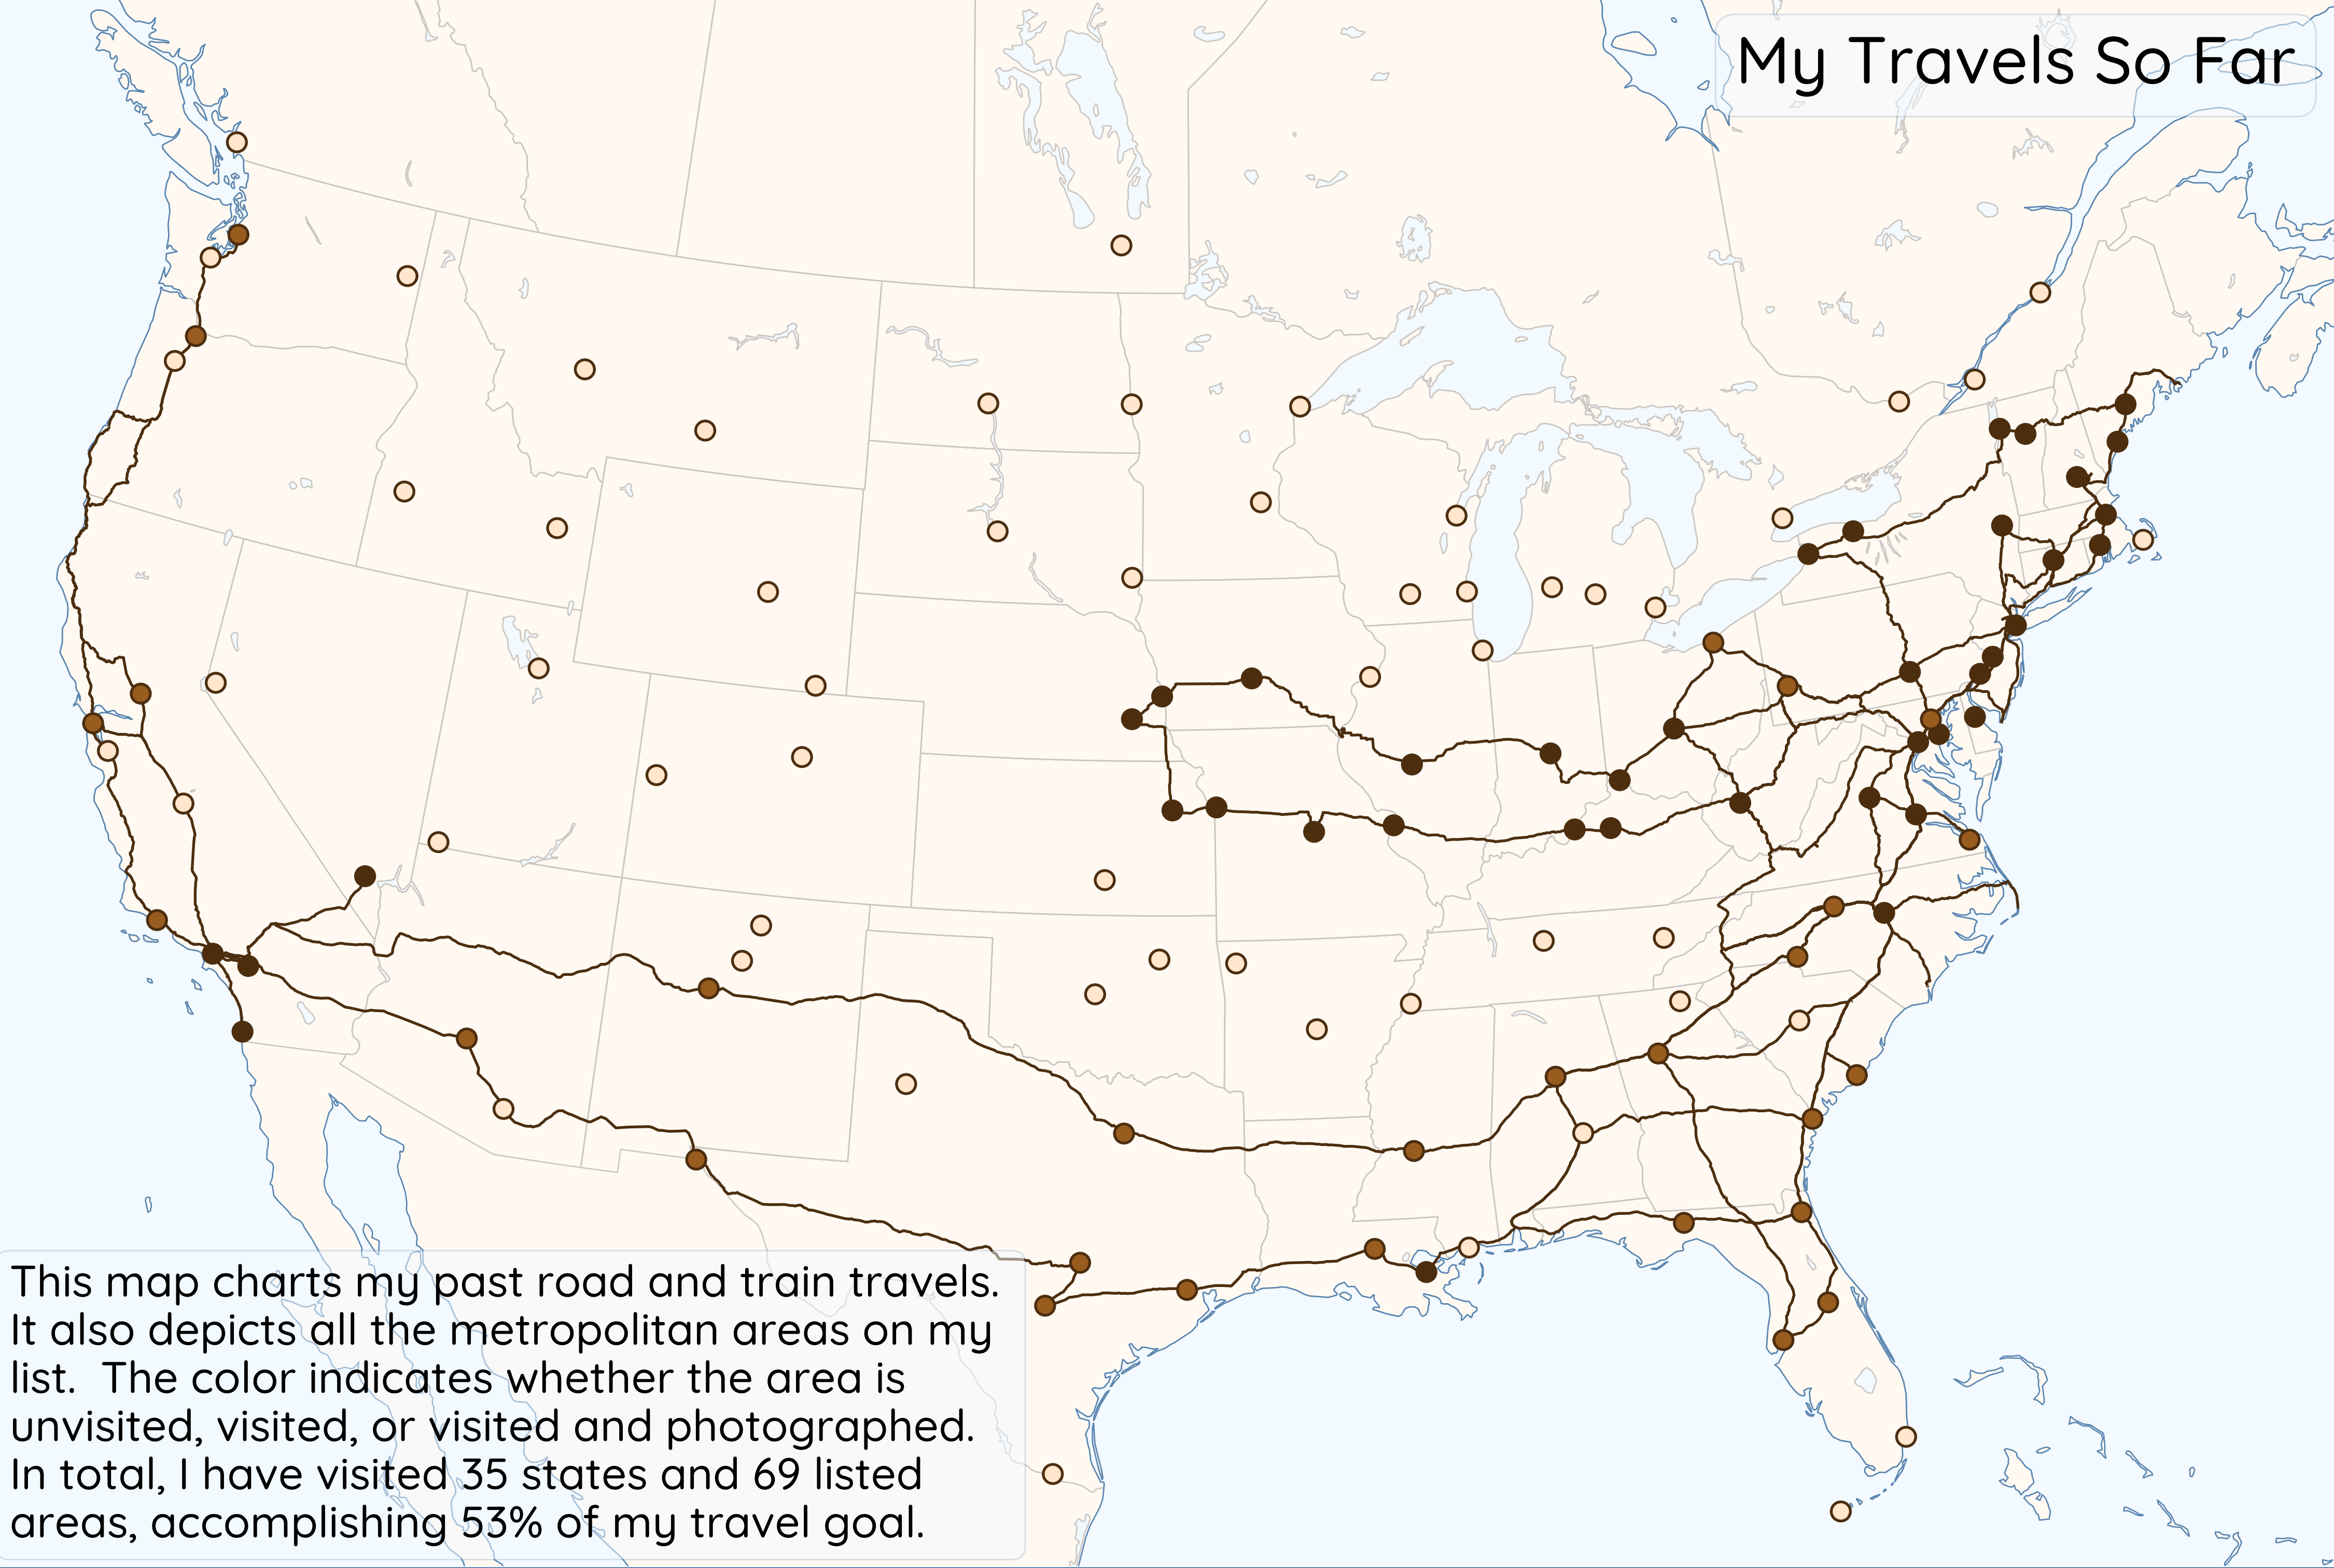 My Travels So Far
This map charts my past road and train travels.
It also depicts all the metropolitan areas on my
list.  The color indicates whether the area is
unvisited, visited, or visited and photographed.
In total, I have visited 35 states and 69 listed
areas, accomplishing 53% of my travel goal.